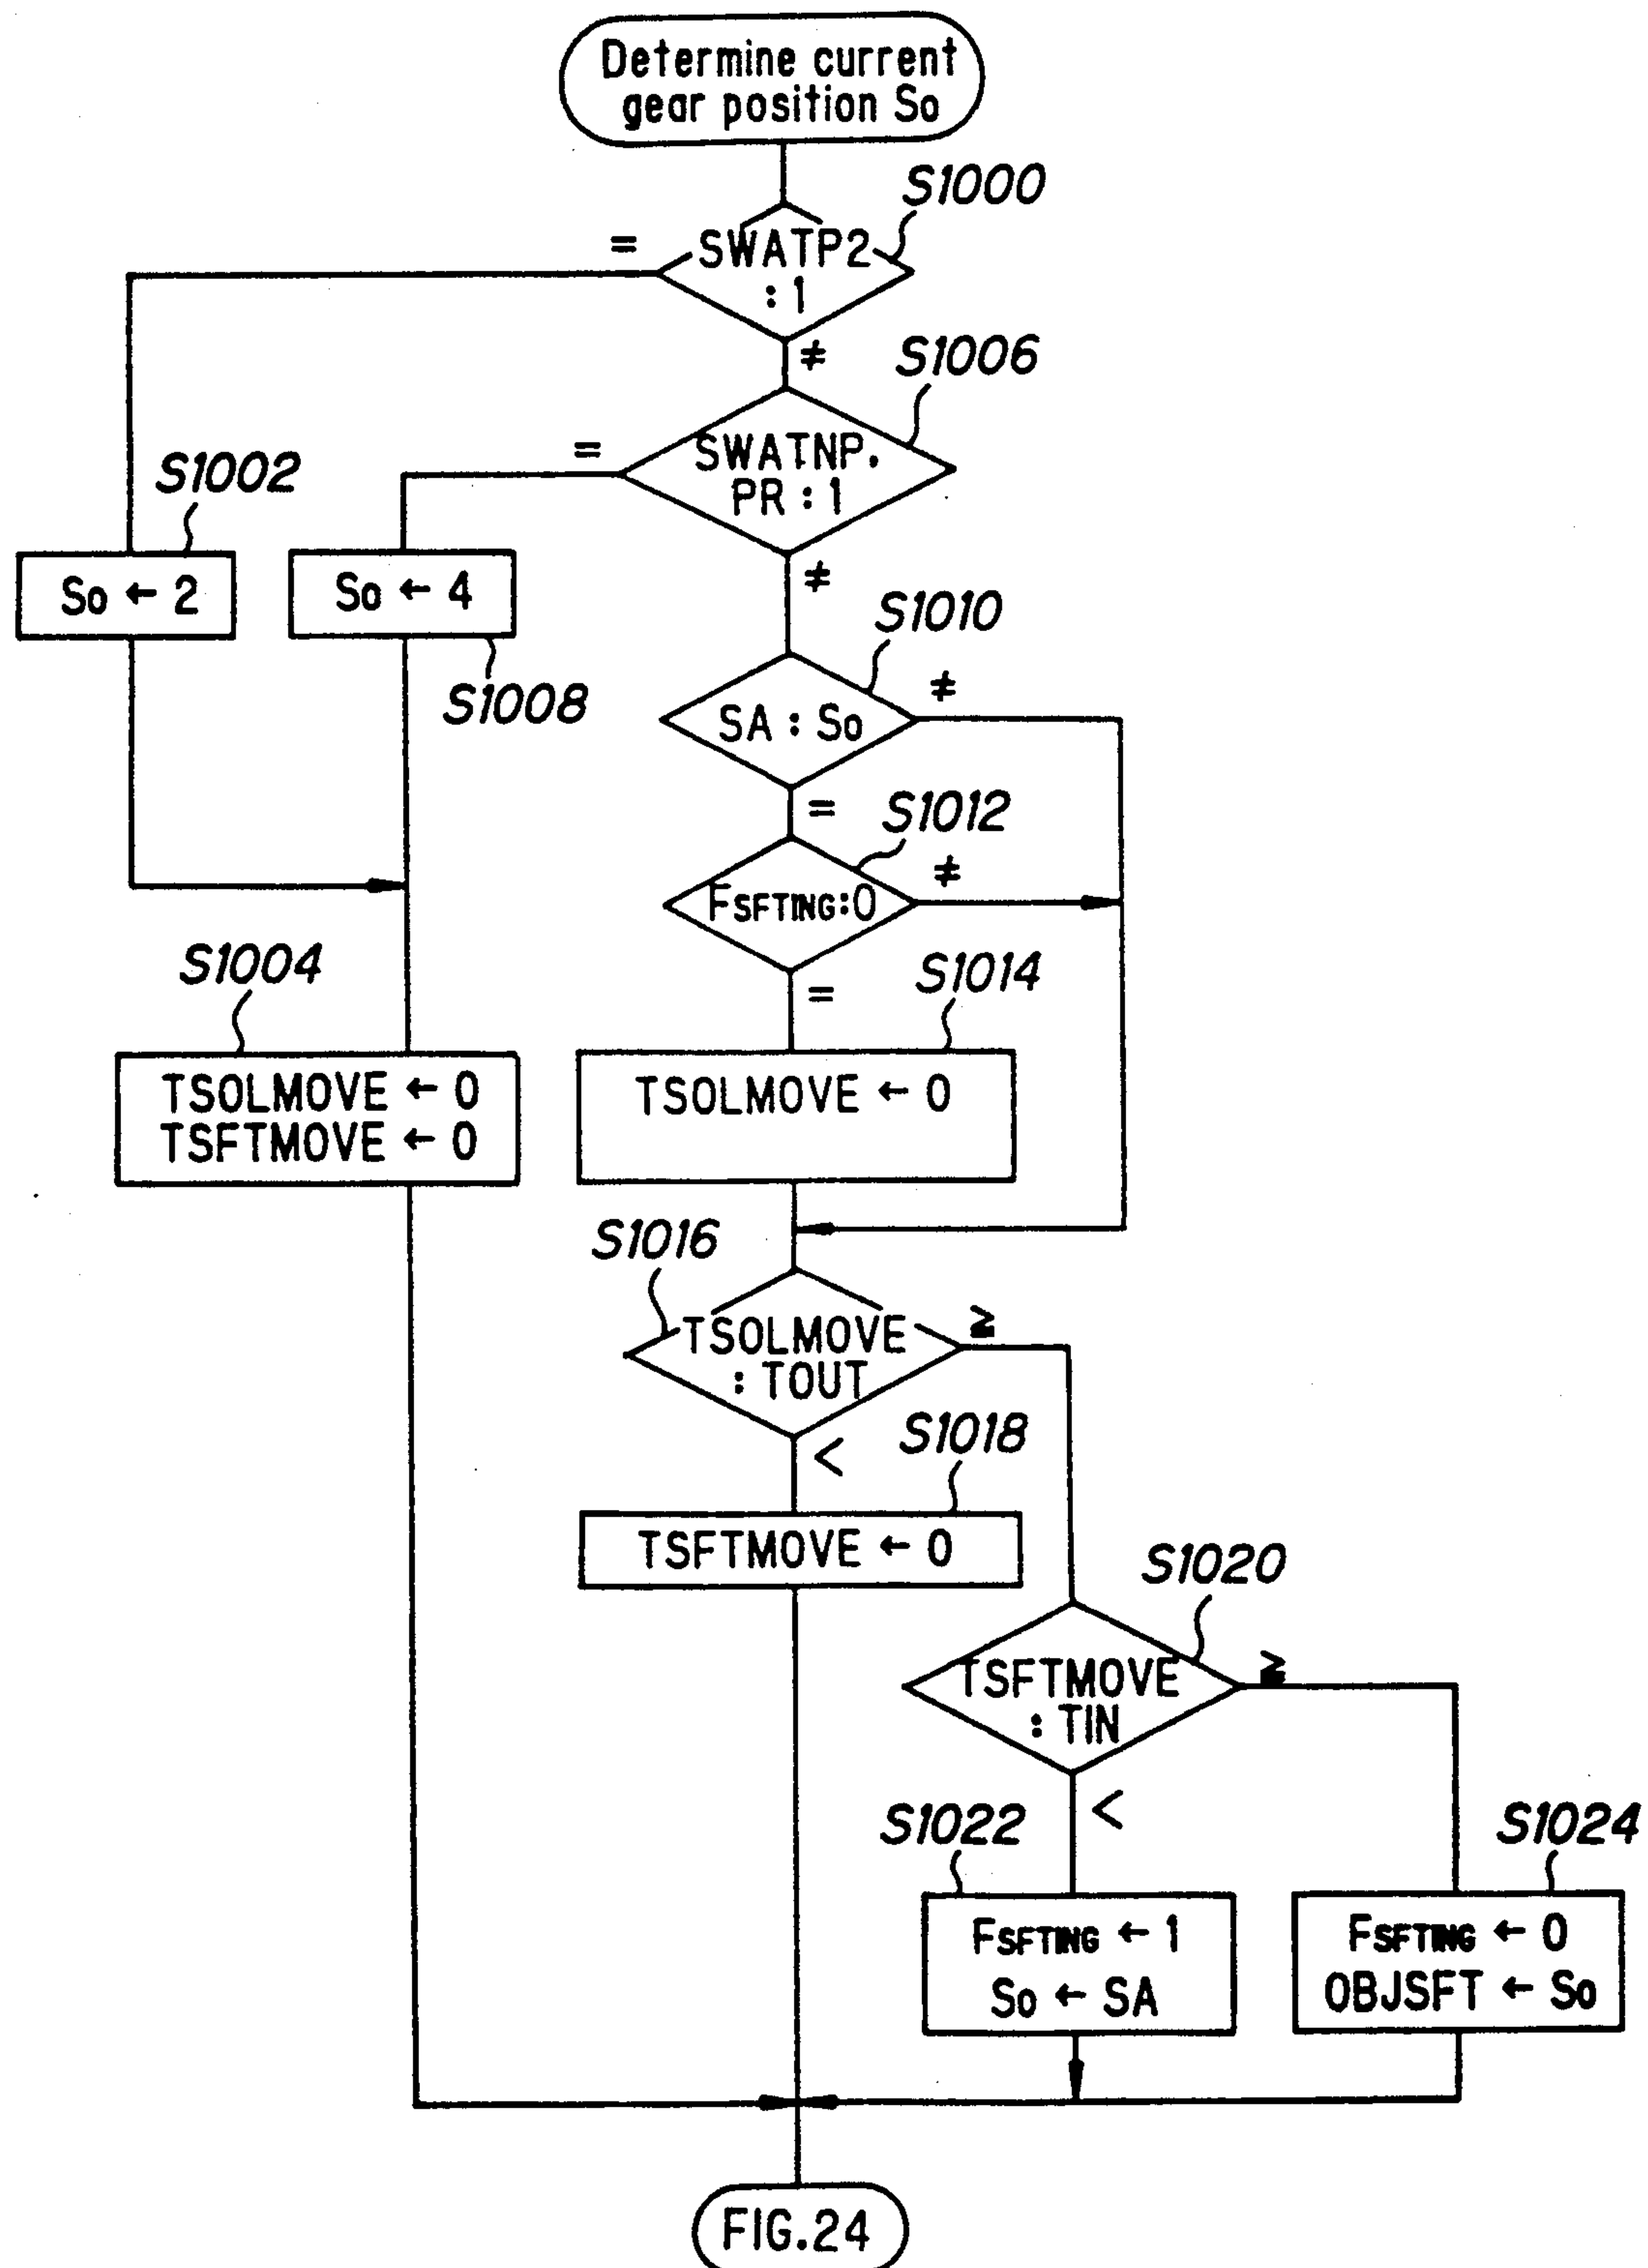 Determine current
gear position So
S1000
=
SWATP2
:1
≠
S1006
=
SWATNP.
PR : 1
≠
S1002
So ← 2
So ← 4
S1008
S1010
SA : So
≠
=
S1012
FSFTING:0
≠
=
S1004
TSOLMOVE ← 0
TSFTMOVE ← 0
S1014
TSOLMOVE ← 0
S1016
TSOLMOVE
: TOUT
≧
<
S1018
TSFTMOVE ← 0
S1020
TSFTMOVE
: TIN
≧
<
S1022
FSFTING ← 1
So ← SA
S1024
FSFTING ← 0
OBJSFT ← So
FIG.24